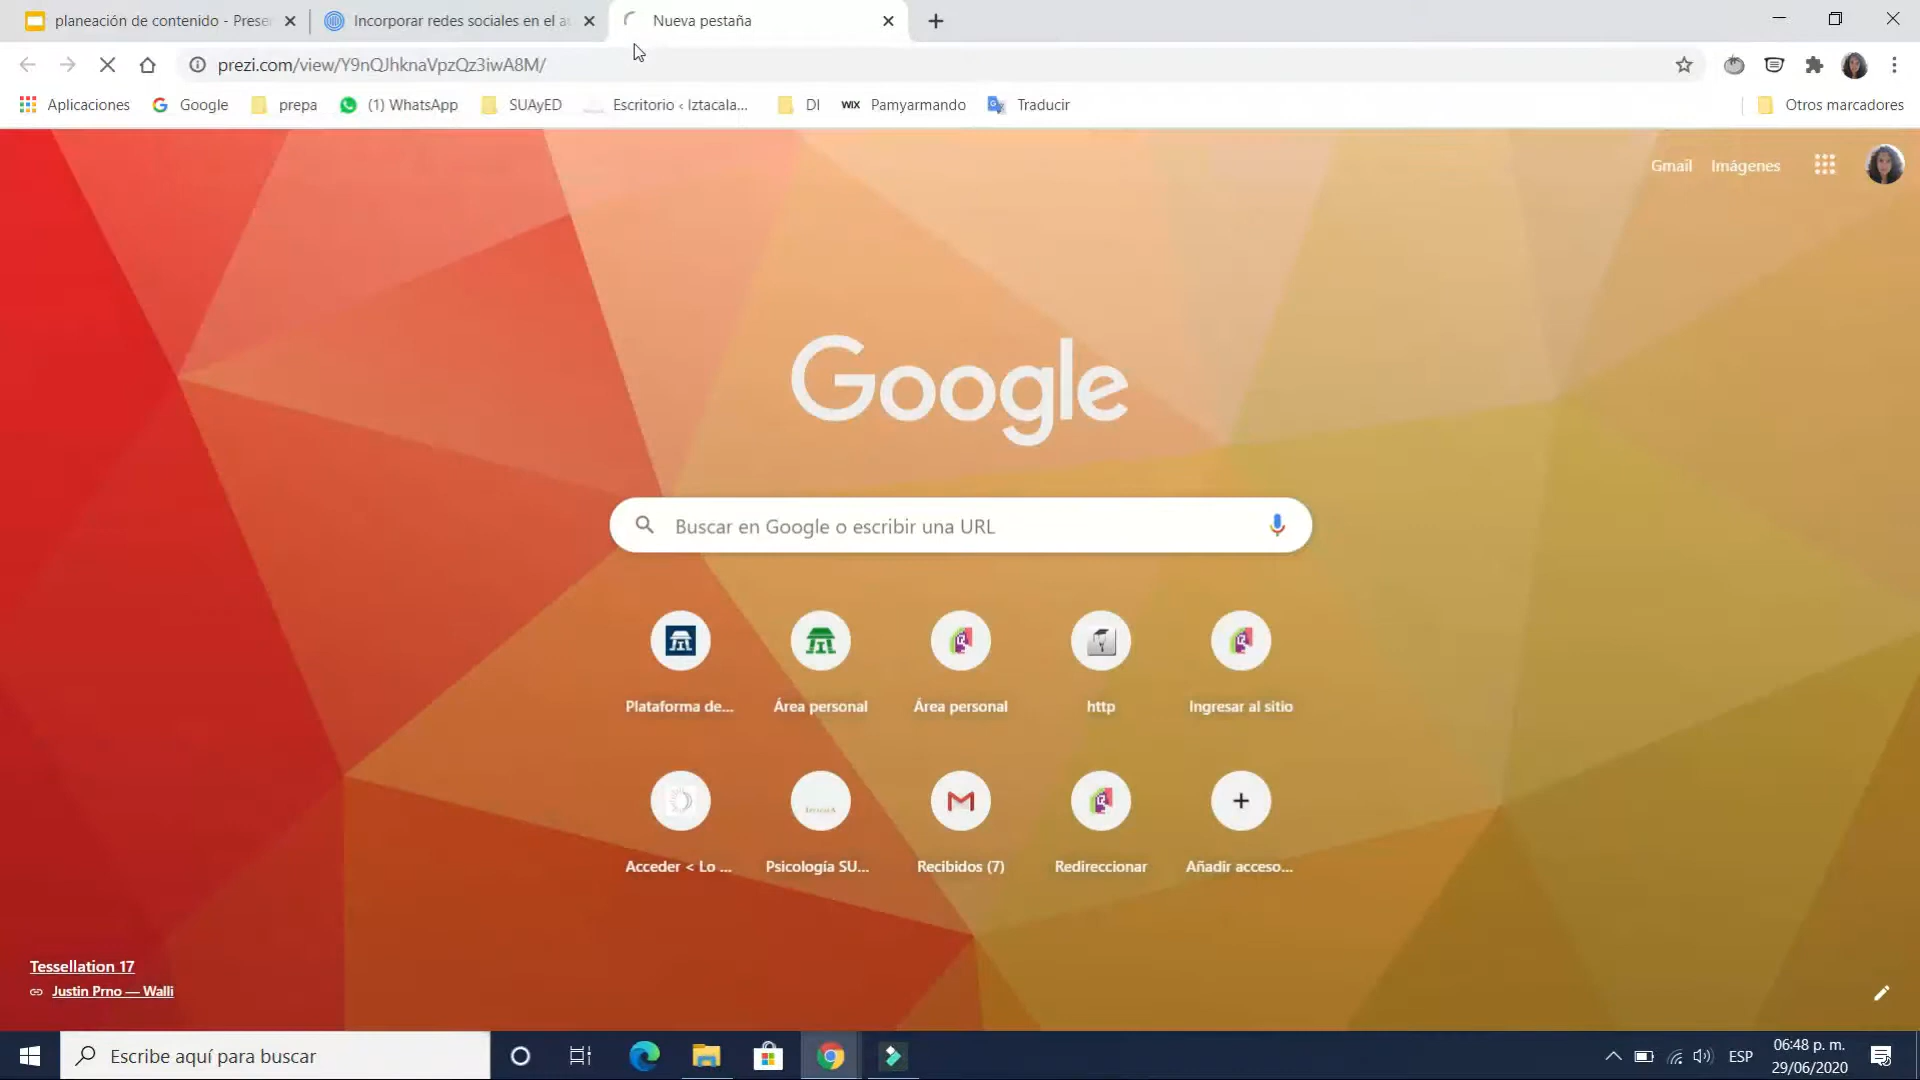 planeación de contenido - Prese
Incorporar redes sociales en el au
Nueva pestaña
prezi.com/view/Y9nQJhknaVpzQz3iwA8M/
Aplicaciones
Google
prepa
(1) WhatsApp
SUAyED
Escritorio ‹ Iztacala...
DI
WIX
Pamyarmando
Traducir
Otros marcadores
Gmail
Imágenes
Google
Buscar en Google o escribir una URL
Plataforma de...
Área personal
Área personal
http
Ingresar al sitio
Acceder < Lo ...
Psicología SU...
Recibidos (7)
Redireccionar
Añadir acceso...
Tessellation 17
Justin Prno — Walli
Escribe aquí para buscar
ESP
06:48 p. m.
29/06/2020